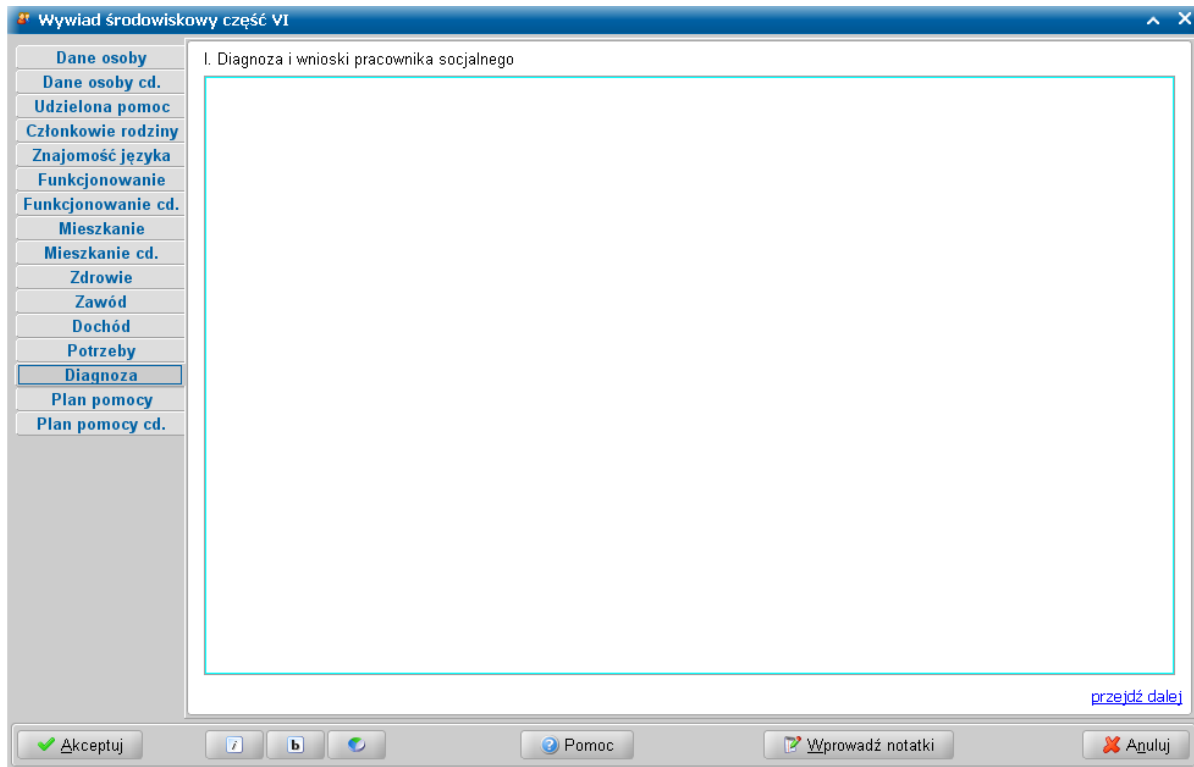 Wywiad środowiskowy część VI
Dane osoby
Dane osoby cd.
Udzielona pomoc
Członkowie rodziny
Znajomość języka
Funkcjonowanie
Funkcjonowanie cd.
Mieszkanie
Mieszkanie cd.
Zdrowie
Zawód
Dochód
Potrzeby
Diagnoza
Plan pomocy
Plan pomocy cd.
I. Diagnoza i wnioski pracownika socjalnego
przejdź dalej
Akceptuj
i
b
Pomoc
Wprowadź notatki
Anuluj